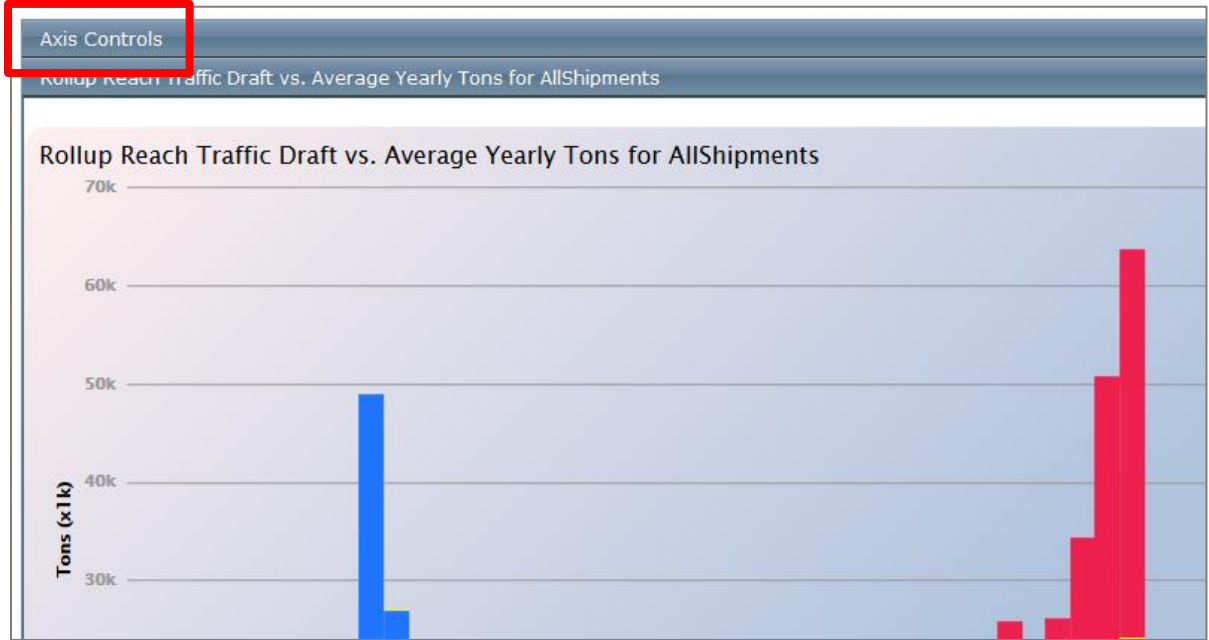 Axis Controls
Rollup Reach Traffic Draft vs. Average Yearly Tons for AllShipments
Rollup Reach Traffic Draft vs. Average Yearly Tons for AllShipments
70k
60k
50k
40k
Tons (x1k)
30k